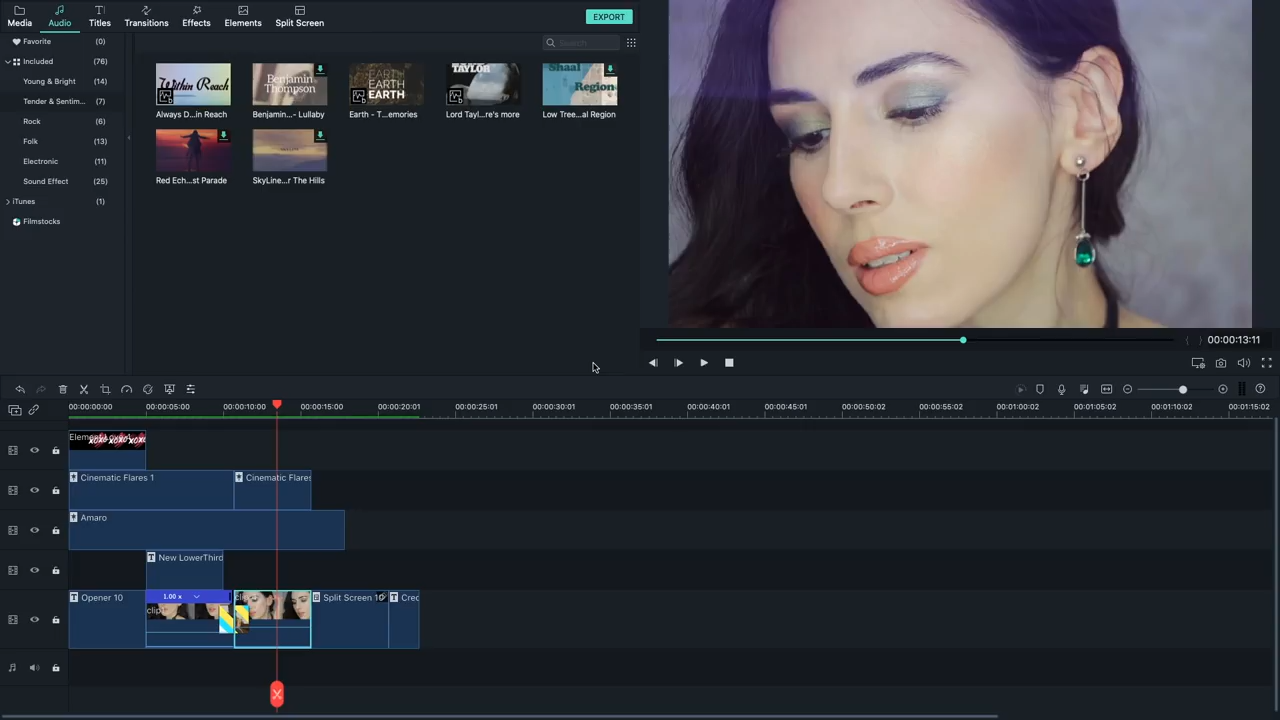 Media Audio Titles Transitions Effects Elements Split Screen
EXPORT
Favorite (0)
Included (76)
Young & Bright (14)
Tender & Sentim... (7)
Rock (6)
Folk (13)
Electronic (11)
Sound Effect (25)
iTunes (1)
Filmstocks
Search
Within Reach
Benjamin Thompson
EARTH EARTH EARTH
TAYLOR
Shaal Region
Always D...in Reach
Benjamin...- Lullaby
Earth - T...emories
Lord Tayl...re's more
Low Tree...al Region
Red Ech...st Parade
SkyLine...r The Hills
00:00:13:11
00:00:00:00 00:00:05:00 00:00:10:00 00:00:15:00 00:00:20:01 00:00:25:01 00:00:30:01 00:00:35:01 00:00:40:01 00:00:45:01 00:00:50:02 00:00:55:02 00:01:00:02 00:01:05:02 00:01:10:02 00:01:15:02
XOXO XOXO XOXO
Cinematic Flares 1
Cinematic Flares
Amaro
New LowerThird
Opener 10
1.00 x
clip
Split Screen 10
Cred